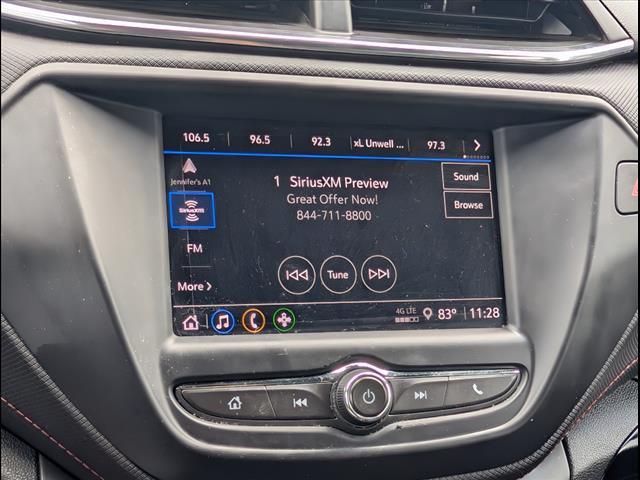 106.5 96.5 92.3 xL Unwell ... 97.3
Jennifer's A1
1 SiriusXM Preview
Great Offer Now!
844-711-8800
Sound
Browse
SiriusXM
FM
More
Tune
4G LTE 83° 11:28